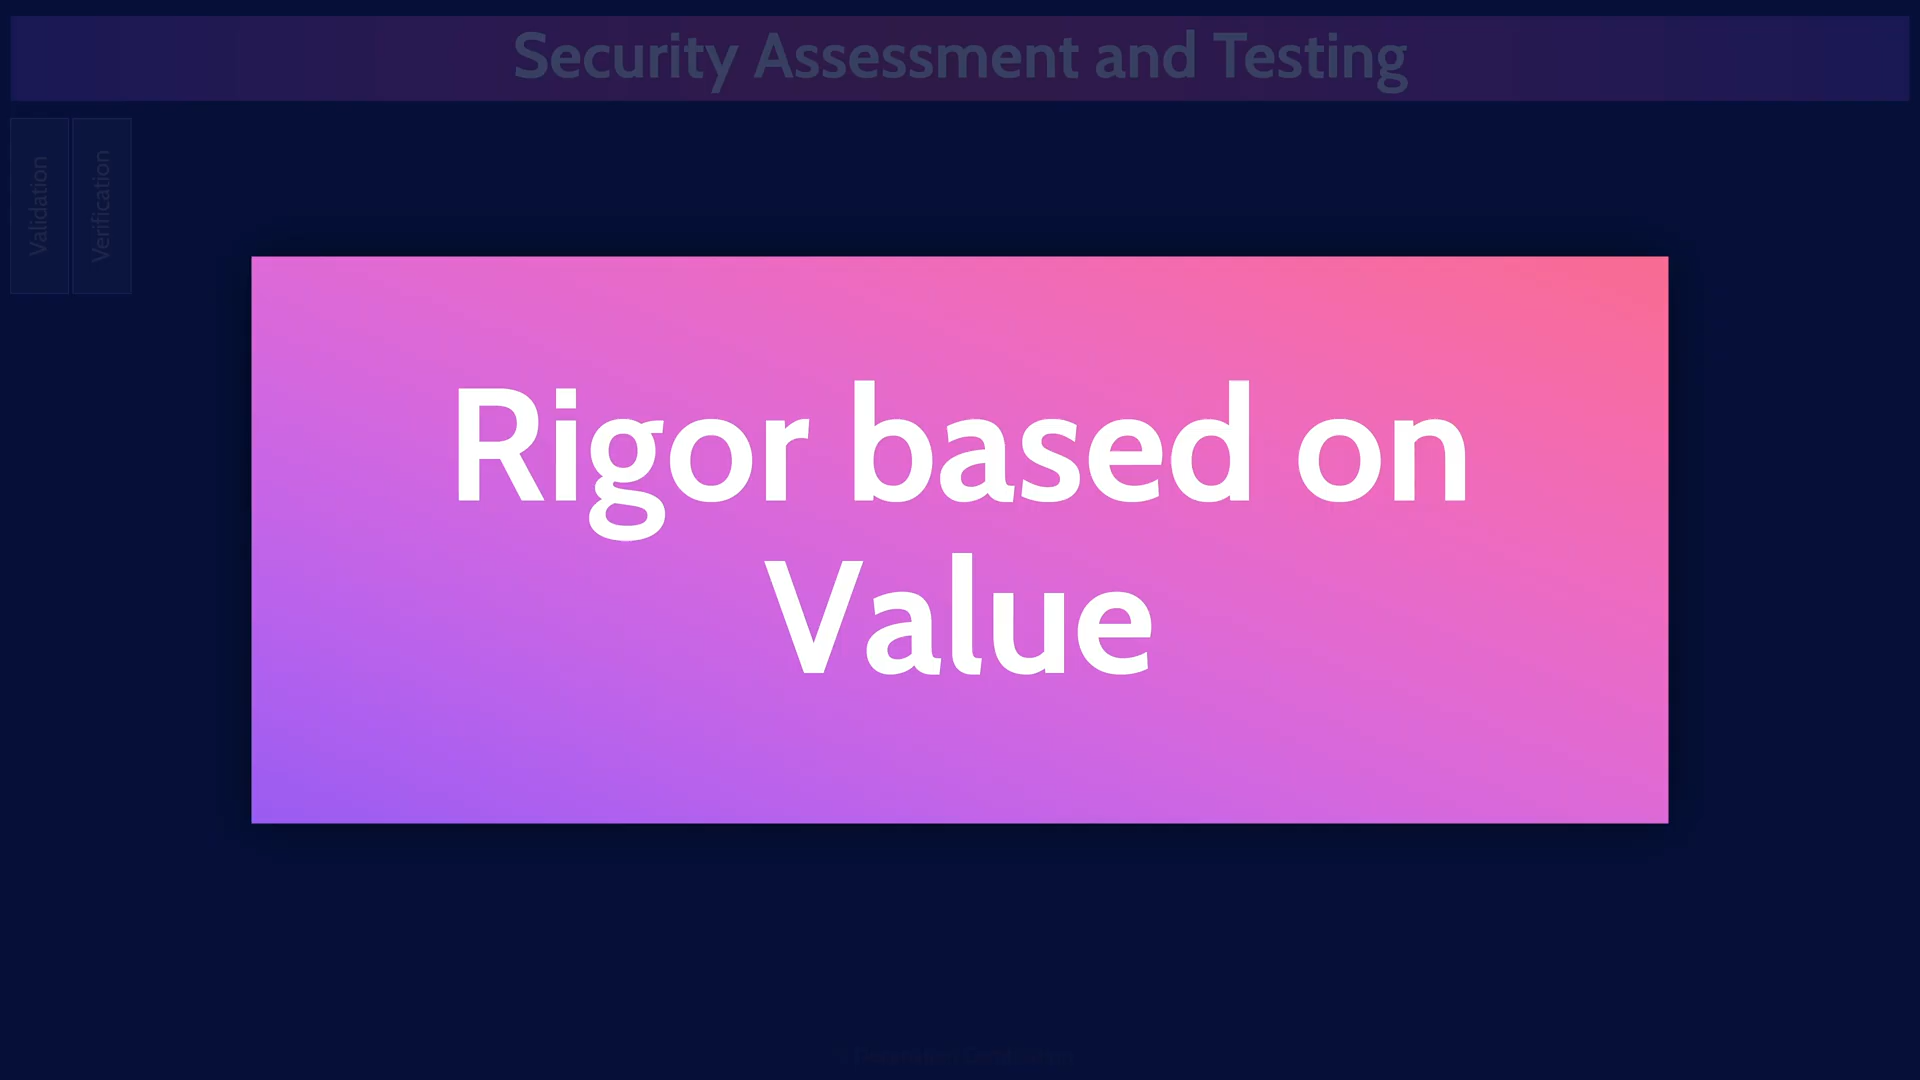 Security Assessment and Testing
Validation
Verification
Rigor based on
Value